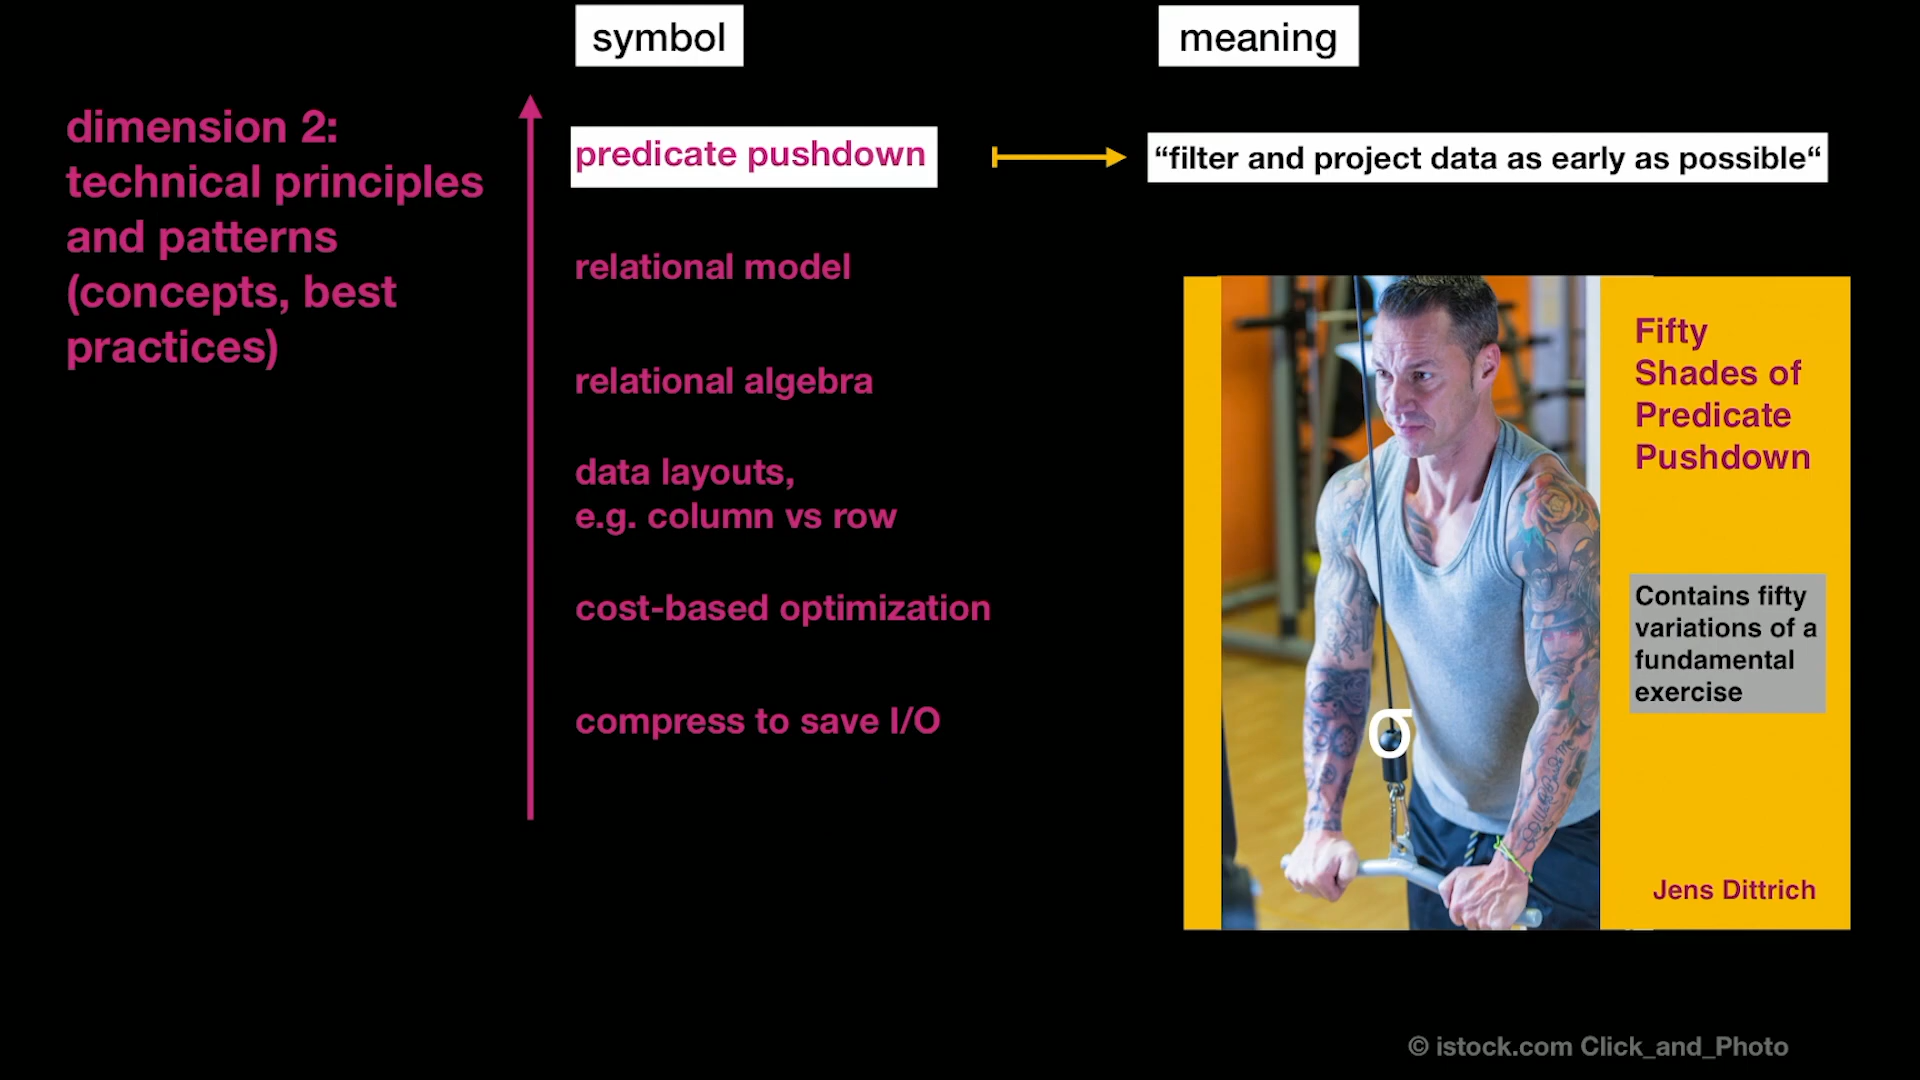 symbol
meaning
dimension 2:
technical principles
and patterns
(concepts, best
practices)
predicate pushdown
“filter and project data as early as possible“
relational model
relational algebra
data layouts,
e.g. column vs row
cost-based optimization
compress to save I/O
Fifty
Shades of
Predicate
Pushdown
Contains fifty
variations of a
fundamental
exercise
σ
Jens Dittrich
© istock.com Click_and_Photo